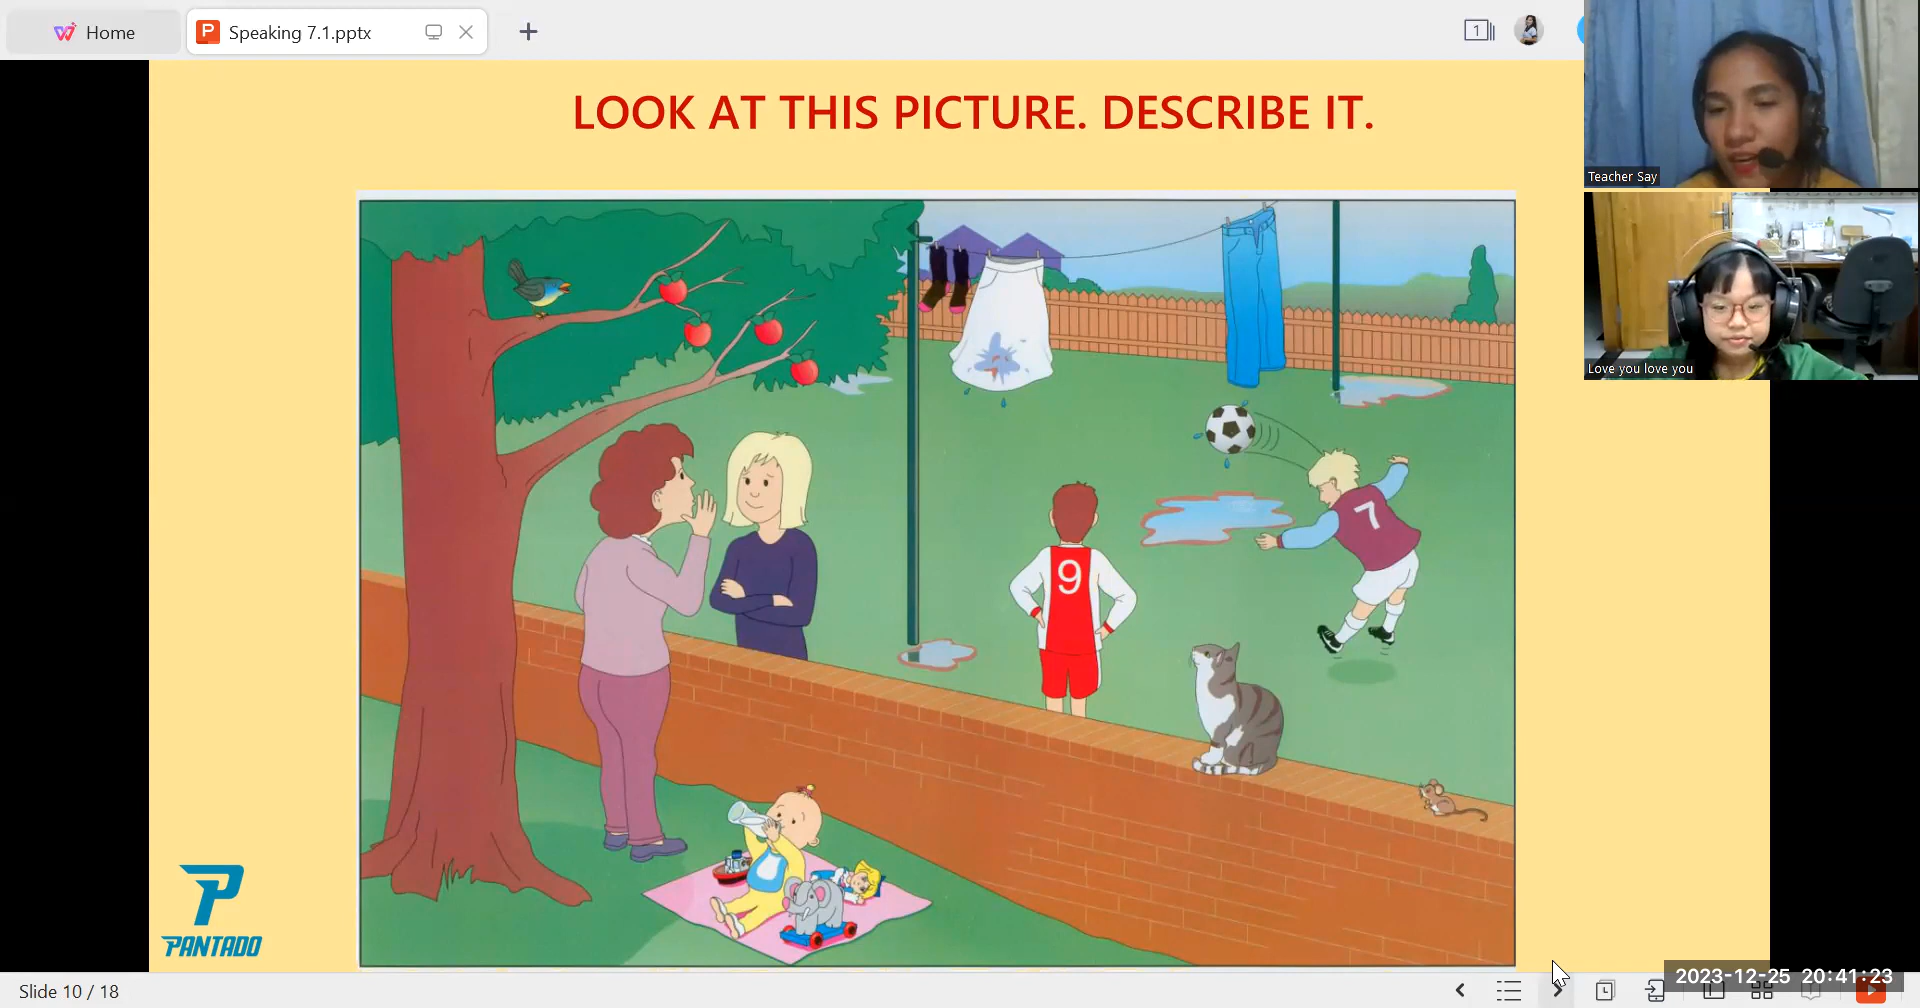 Home
Speaking 7.1.pptx
1
LOOK AT THIS PICTURE. DESCRIBE IT.
Teacher Say
Love you love you
7
9
PANTADO
Slide 10 / 18
2023-12-25 20:41:23